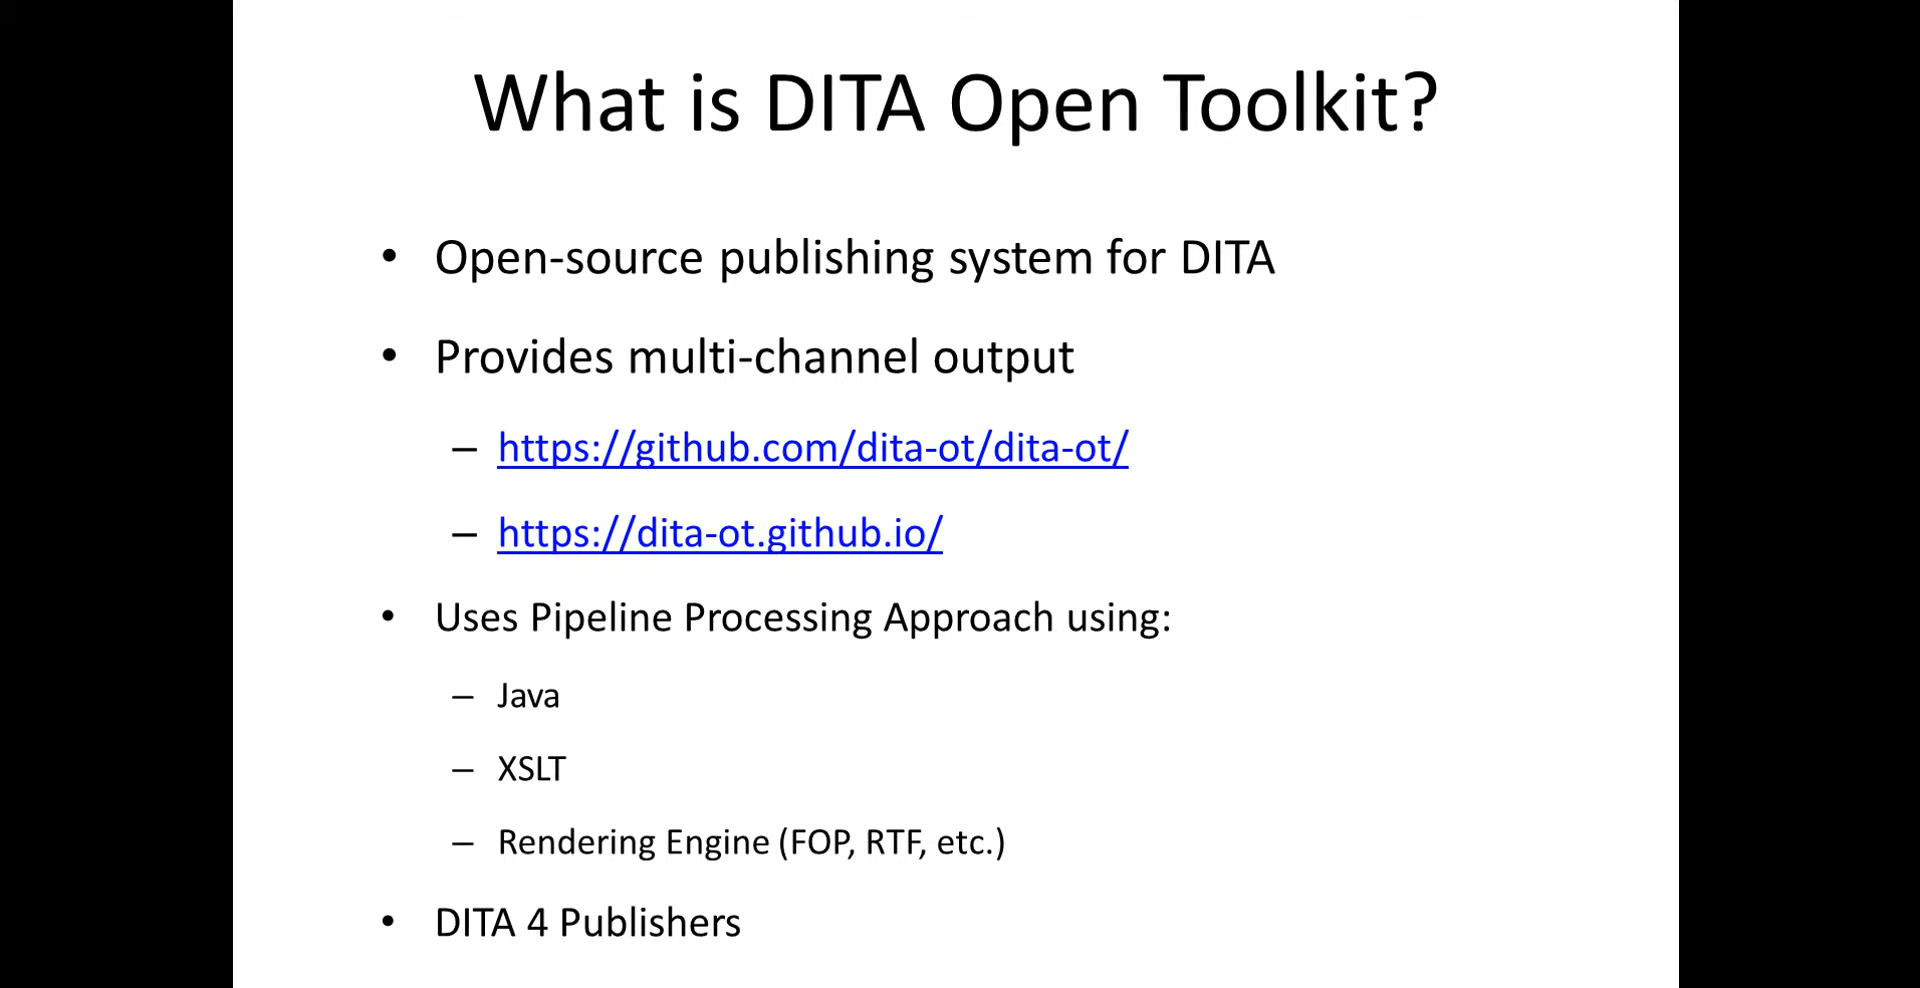 What is DITA Open Toolkit?
• Open-source publishing system for DITA
• Provides multi-channel output
– https://github.com/dita-ot/dita-ot/
– https://dita-ot.github.io/
• Uses Pipeline Processing Approach using:
– Java
– XSLT
– Rendering Engine (FOP, RTF, etc.)
• DITA 4 Publishers